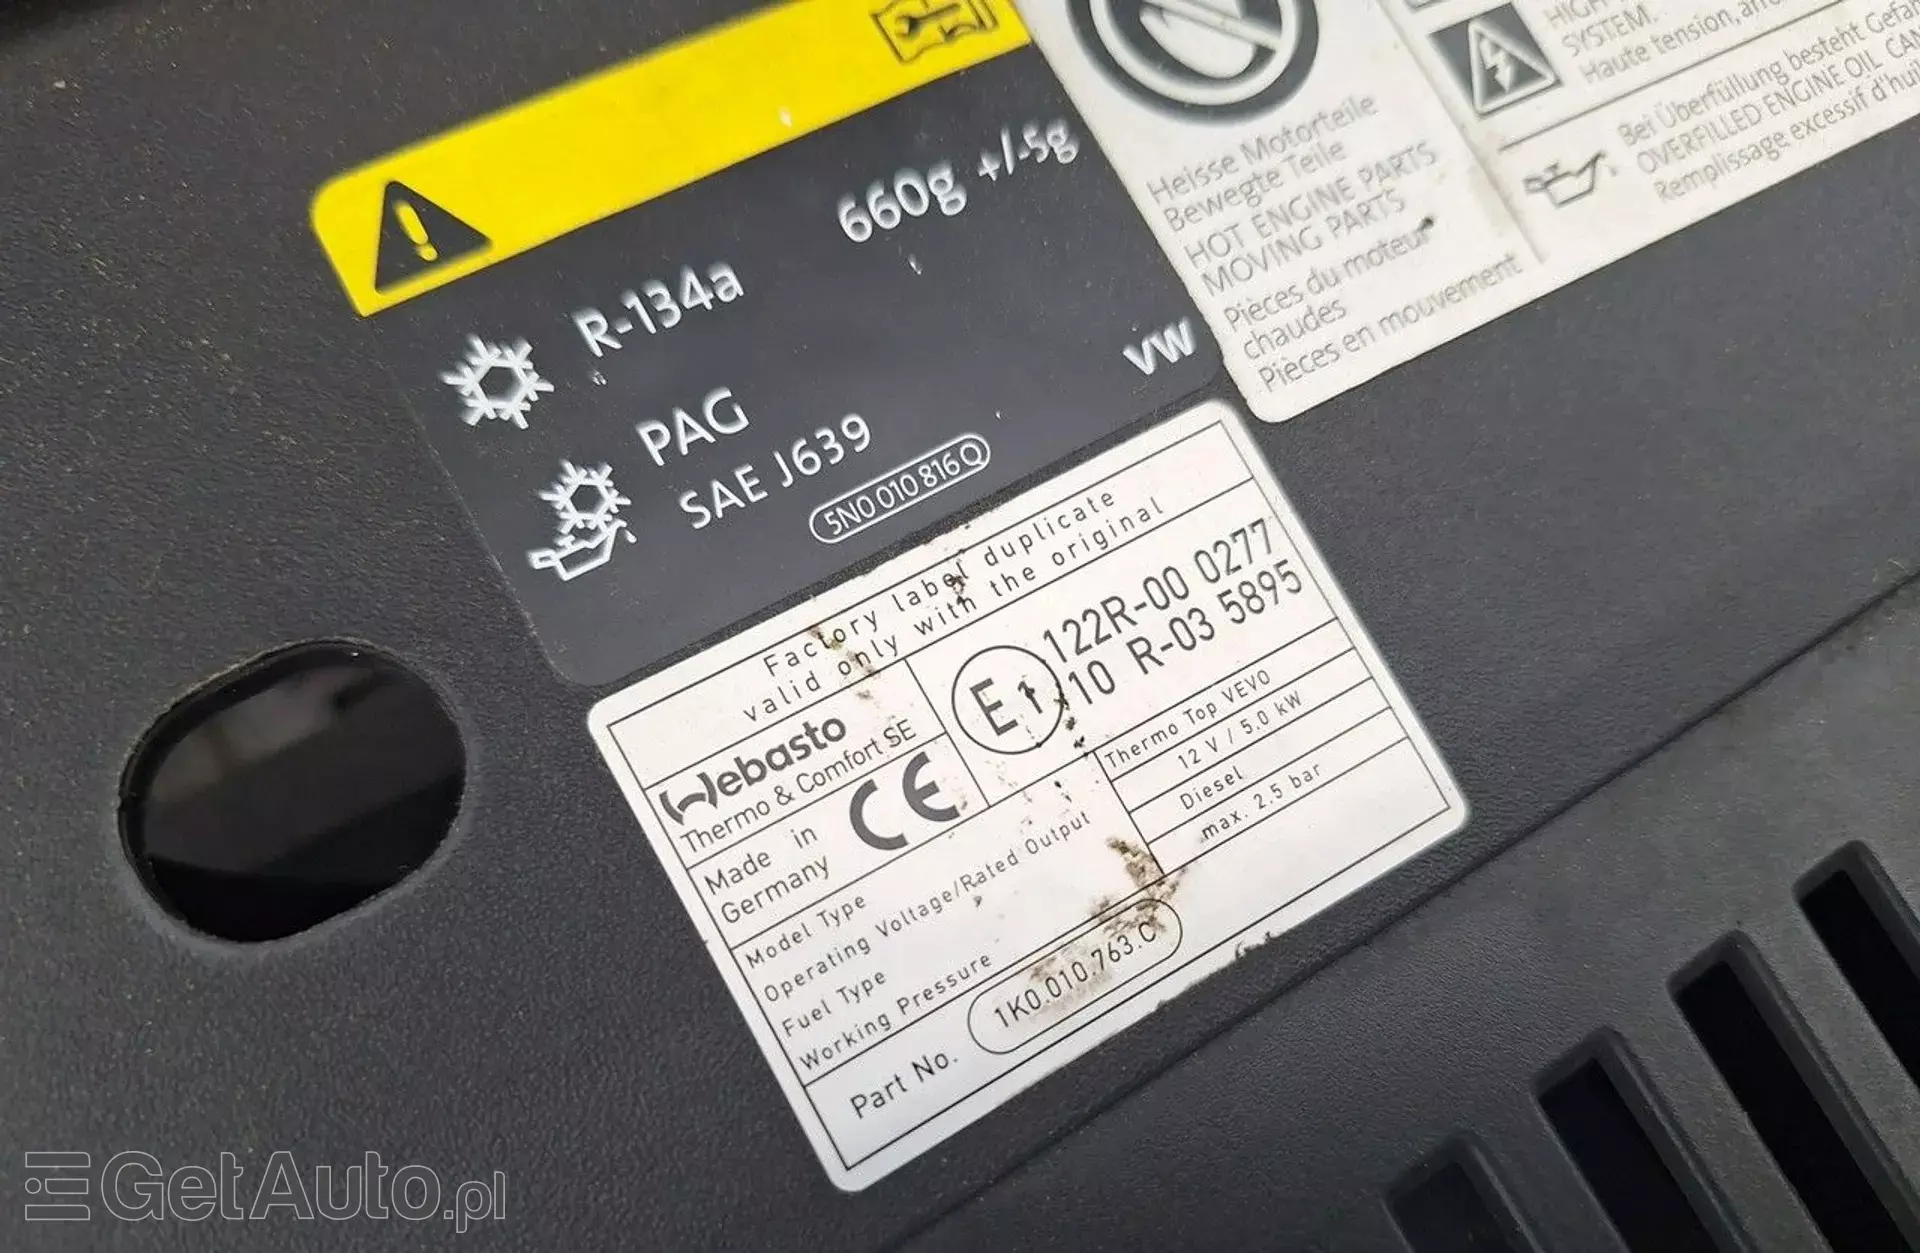 R-134a 660g +/-5g
PAG
SAE J639
VW
5N0 010 816 Q
Heisse Motorteile
Bewegte Teile
HOT ENGINE PARTS
MOVING PARTS
Pièces du moteur
chaudes
Pièces en mouvement
SYSTEM.
Haute tension,
Bei Überfüllung besteht
OVERFILLED ENGINE OIL CAN
Remplissage excessif d'huile
Factory label duplicate
valid only with the original
Webasto
Thermo & Comfort SE
Made in
Germany
CE
E1
122R-00 0277
10 R-03 5895
Model Type Thermo Top VEVO
Operating Voltage/Rated Output 12 V / 5.0 kW
Fuel Type Diesel
Working Pressure max. 2.5 bar
Part No. 1K0.010.763.C
GetAuto.pl